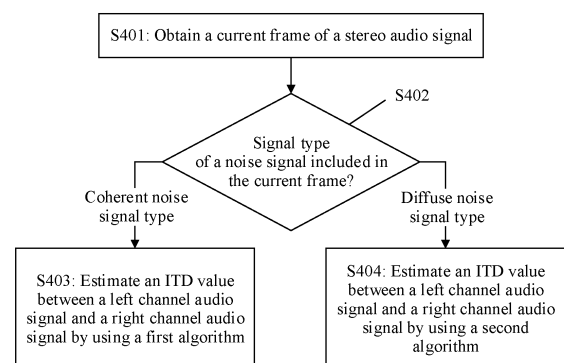 S401: Obtain a current frame of a stereo audio signal
S402
Signal type
of a noise signal included in
the current frame?
Coherent noise
signal type
Diffuse noise
signal type
S403: Estimate an ITD value
between a left channel audio
signal and a right channel audio
signal by using a first algorithm
S404: Estimate an ITD value
between a left channel audio
signal and a right channel audio
signal by using a second
algorithm